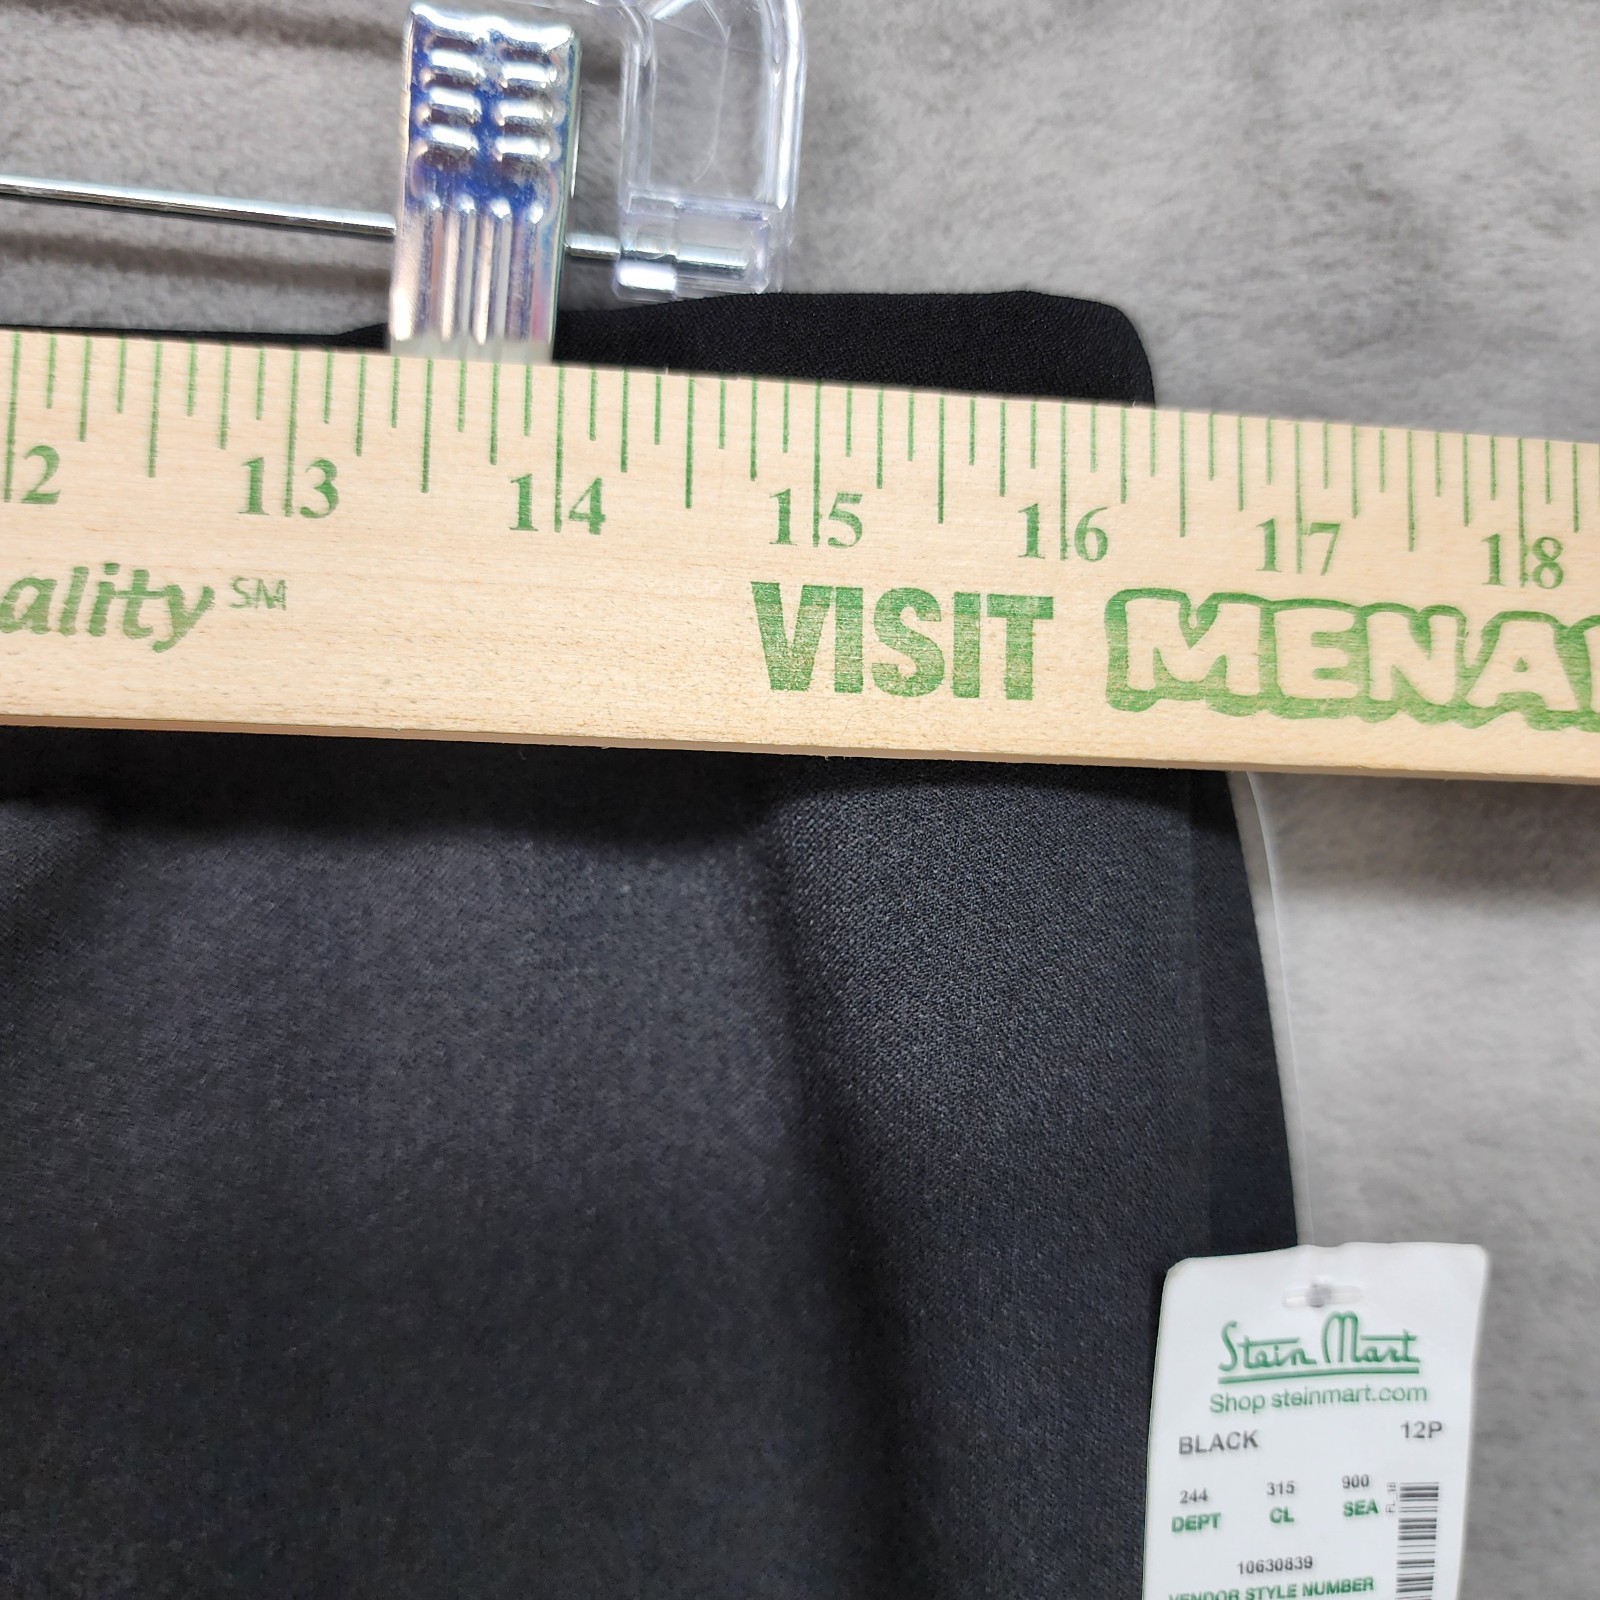 2 13 14 15 16 17 18
ality SM VISIT MENA
Stein Mart
Shop steinmart.com
BLACK 12P
244 315 900
DEPT CL SEA
10630839
VENDOR STYLE NUMBER